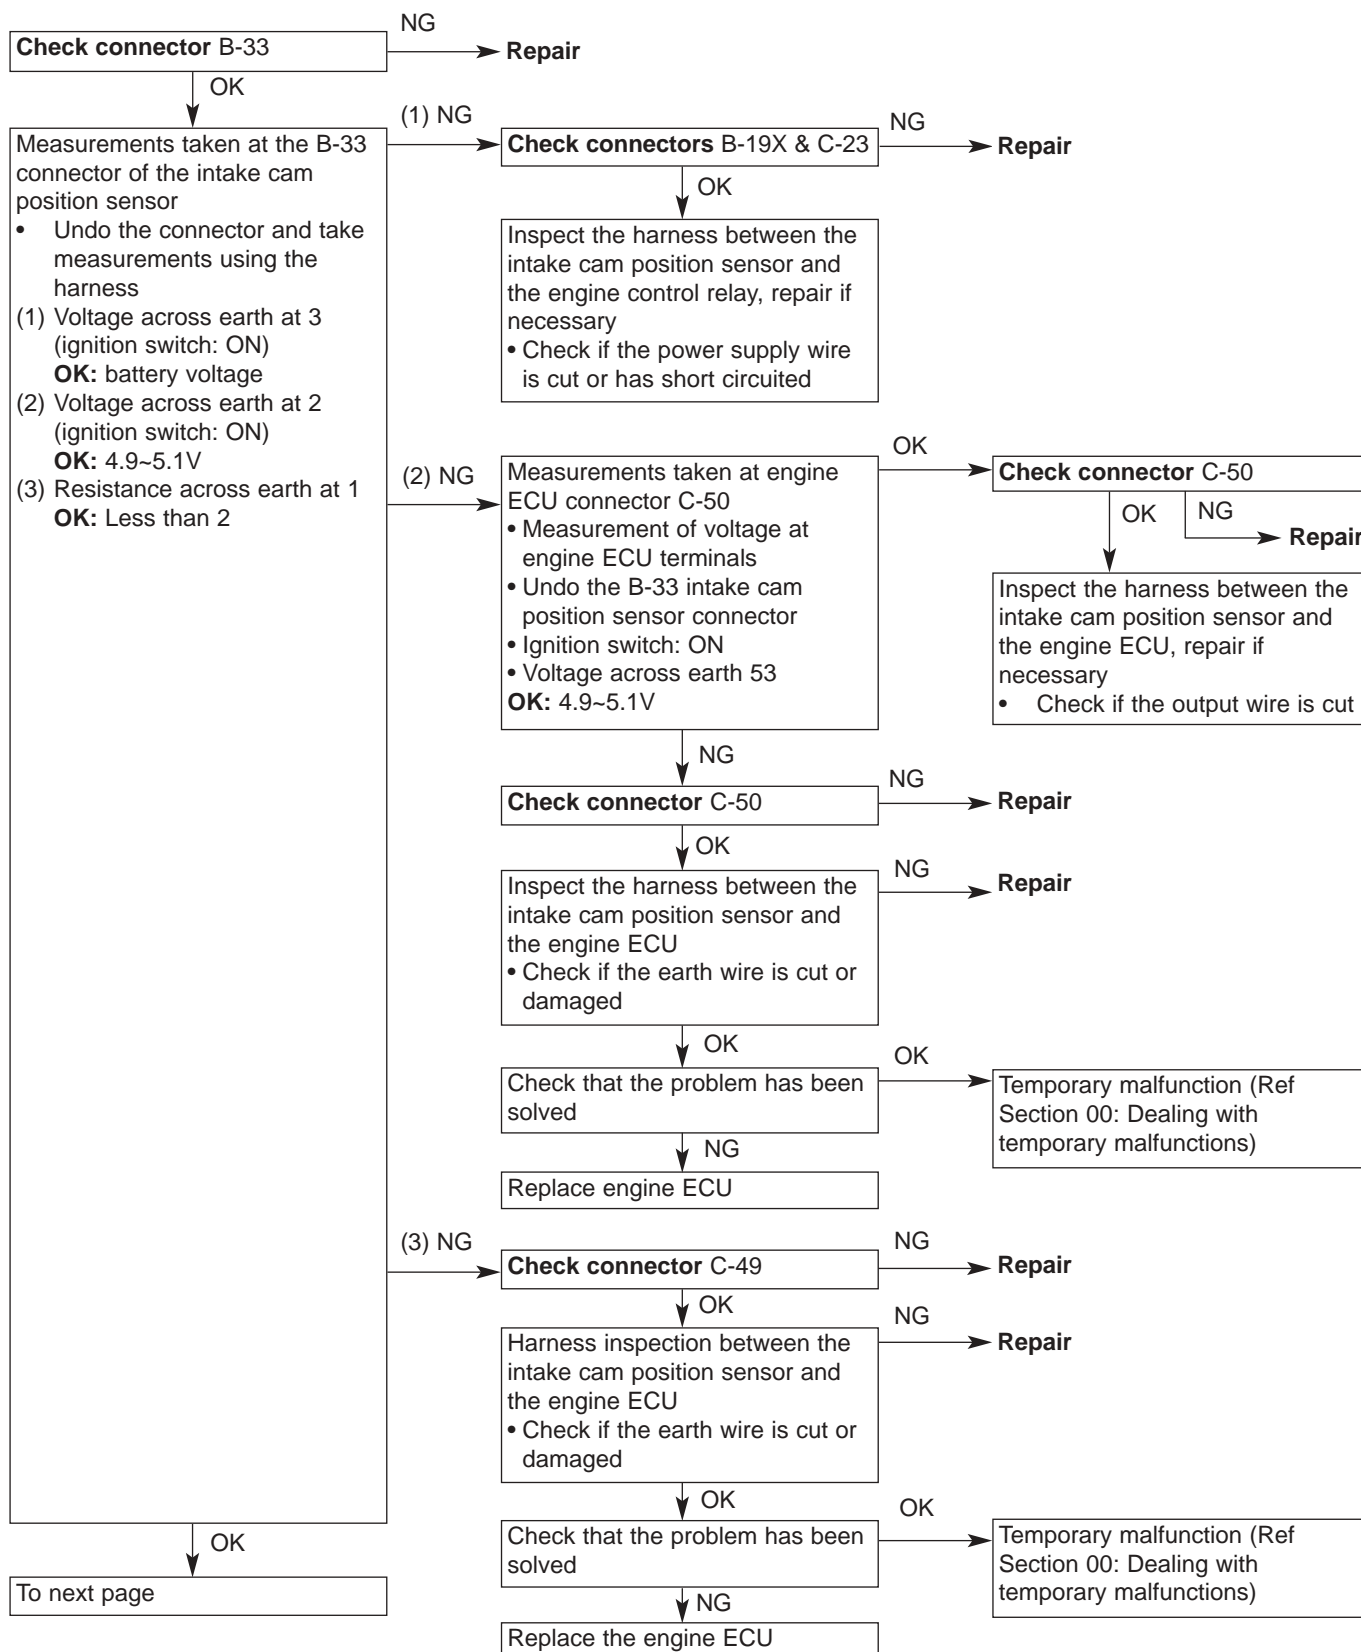 NG
Check connector B-33
Repair
OK
Measurements taken at the B-33
connector of the intake cam
position sensor
• Undo the connector and take
measurements using the
harness
(1) Voltage across earth at 3
(ignition switch: ON)
OK: battery voltage
(2) Voltage across earth at 2
(ignition switch: ON)
OK: 4.9~5.1V
(3) Resistance across earth at 1
OK: Less than 2
(1) NG
Check connectors B-19X & C-23
NG
Repair
OK
Inspect the harness between the
intake cam position sensor and
the engine control relay, repair if
necessary
• Check if the power supply wire
is cut or has short circuited
(2) NG
Measurements taken at engine
ECU connector C-50
• Measurement of voltage at
engine ECU terminals
• Undo the B-33 intake cam
position sensor connector
• Ignition switch: ON
• Voltage across earth 53
OK: 4.9~5.1V
OK
Check connector C-50
OK
NG
Repair
Inspect the harness between the
intake cam position sensor and
the engine ECU, repair if
necessary
• Check if the output wire is cut
NG
Check connector C-50
NG
Repair
OK
Inspect the harness between the
intake cam position sensor and
the engine ECU
• Check if the earth wire is cut or
damaged
NG
Repair
OK
Check that the problem has been
solved
OK
Temporary malfunction (Ref
Section 00: Dealing with
temporary malfunctions)
NG
Replace engine ECU
(3) NG
Check connector C-49
NG
Repair
OK
Harness inspection between the
intake cam position sensor and
the engine ECU
• Check if the earth wire is cut or
damaged
NG
Repair
OK
Check that the problem has been
solved
OK
Temporary malfunction (Ref
Section 00: Dealing with
temporary malfunctions)
NG
Replace the engine ECU
OK
To next page